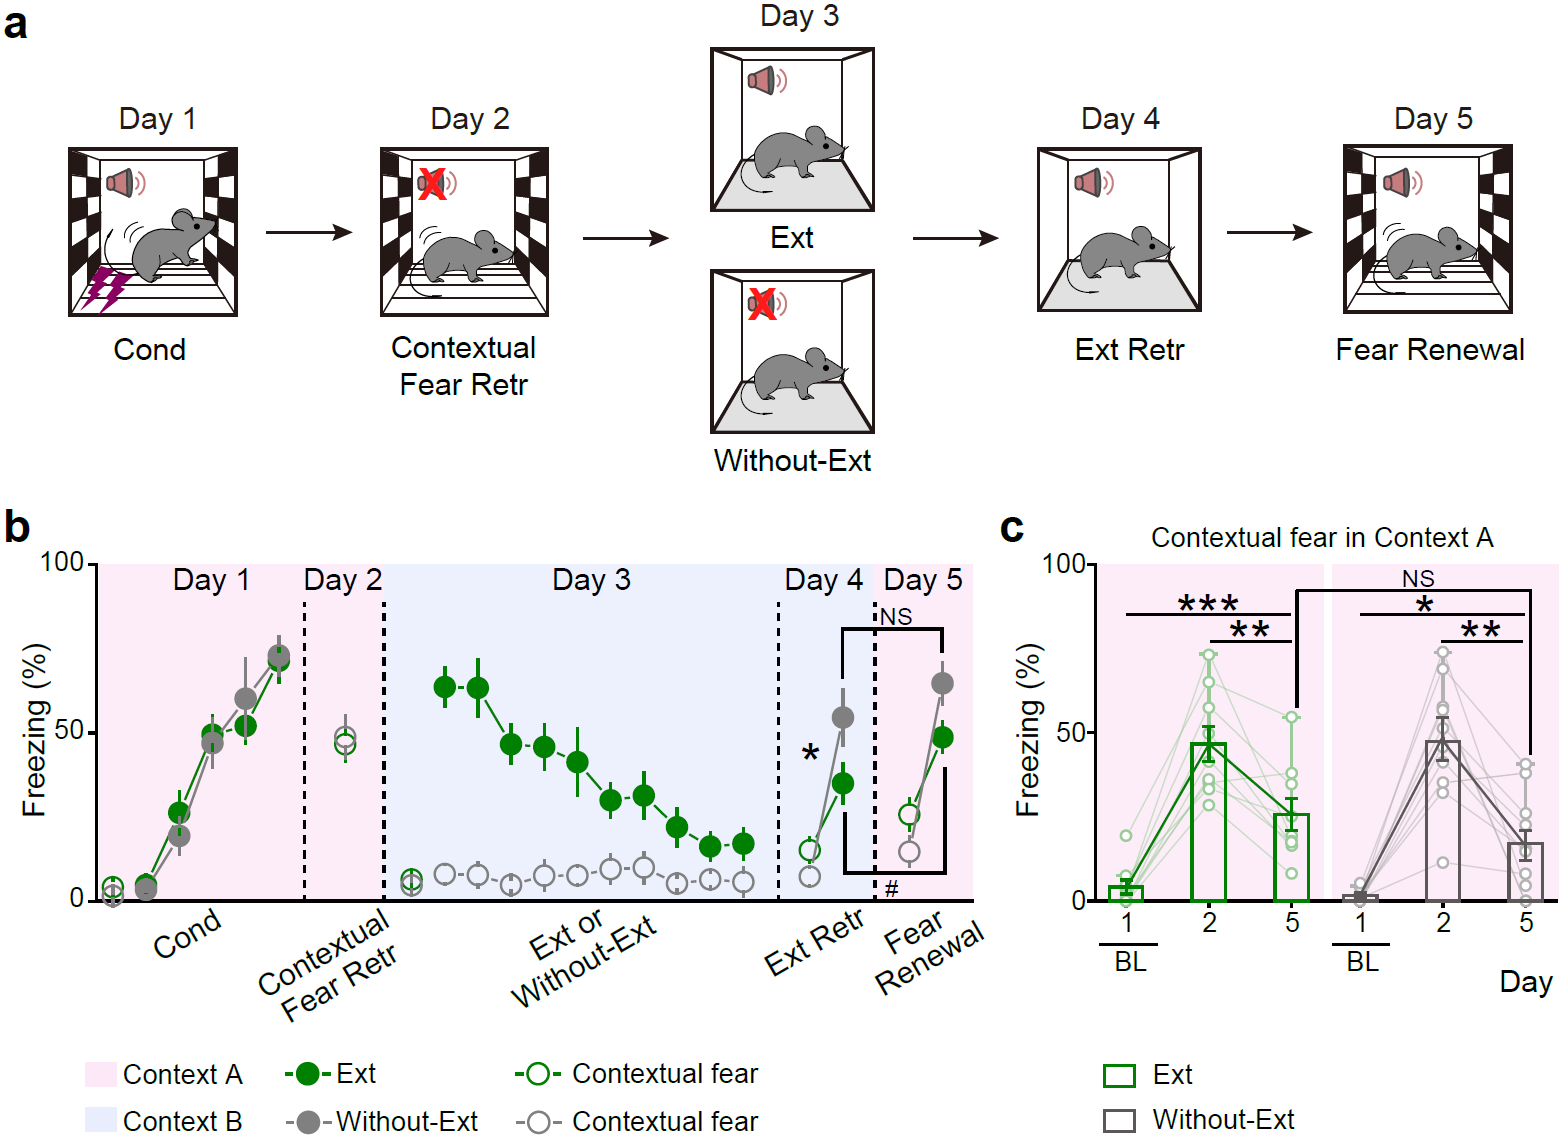 a
Day 1
Day 2
Day 3
Day 4
Day 5
X
X
Cond
Contextual
Fear Retr
Ext
Without-Ext
Ext Retr
Fear Renewal
b
100
50
0
Freezing (%)
Day 1
Day 2
Day 3
Day 4
Day 5
NS
*
#
Cond
Contextual
Fear Retr
Ext or
Without-Ext
Ext Retr
Fear
Renewal
Context A
Ext
Contextual fear
Context B
Without-Ext
Contextual fear
c
Contextual fear in Context A
100
50
0
Freezing (%)
NS
***
*
**
**
1
2
5
1
2
5
BL
BL
Day
Ext
Without-Ext